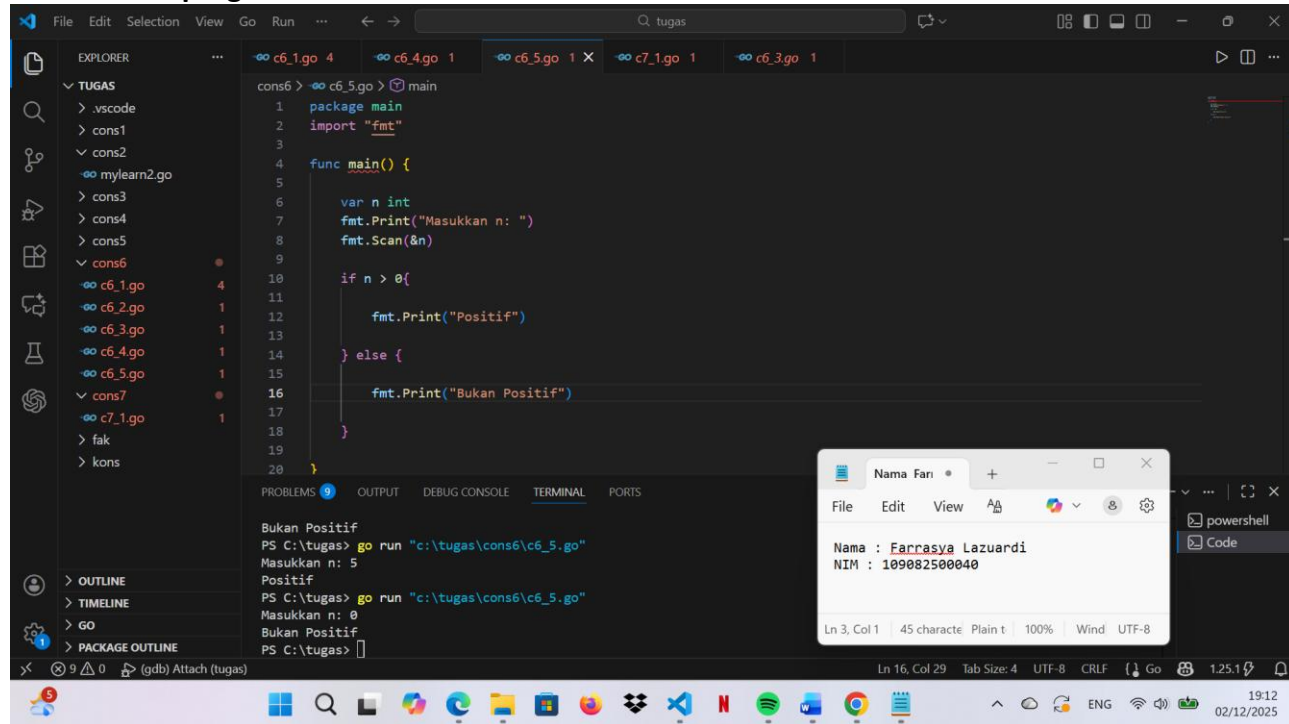 File Edit Selection View Go Run ··· tugas
EXPLORER ···
TUGAS
.vscode
cons1
cons2
mylearn2.go
cons3
cons4
cons5
cons6
c6_1.go 4
c6_2.go 1
c6_3.go 1
c6_4.go 1
c6_5.go 1
cons7
c7_1.go 1
fak
kons
OUTLINE
TIMELINE
GO
PACKAGE OUTLINE
c6_1.go 4 c6_4.go 1 c6_5.go 1 c7_1.go 1 c6_3.go 1
cons6 > c6_5.go > main
1 package main
2 import "fmt"
3
4 func main() {
5
6 var n int
7 fmt.Print("Masukkan n: ")
8 fmt.Scan(&n)
9
10 if n > 0{
11
12 fmt.Print("Positif")
13
14 } else {
15
16 fmt.Print("Bukan Positif")
17
18 }
19
20 }
PROBLEMS 9 OUTPUT DEBUG CONSOLE TERMINAL PORTS
Bukan Positif
PS C:\tugas> go run "c:\tugas\cons6\c6_5.go"
Masukkan n: 5
Positif
PS C:\tugas> go run "c:\tugas\cons6\c6_5.go"
Masukkan n: 0
Bukan Positif
PS C:\tugas>
powershell
Code
Nama Farr
File Edit View
Nama : Farrasya Lazuardi
NIM : 109082500040
Ln 3, Col 1 45 characte Plain t 100% Wind UTF-8
9 0 (gdb) Attach (tugas) Ln 16, Col 29 Tab Size: 4 UTF-8 CRLF Go 1.25.1
5 ENG 19:12
02/12/2025